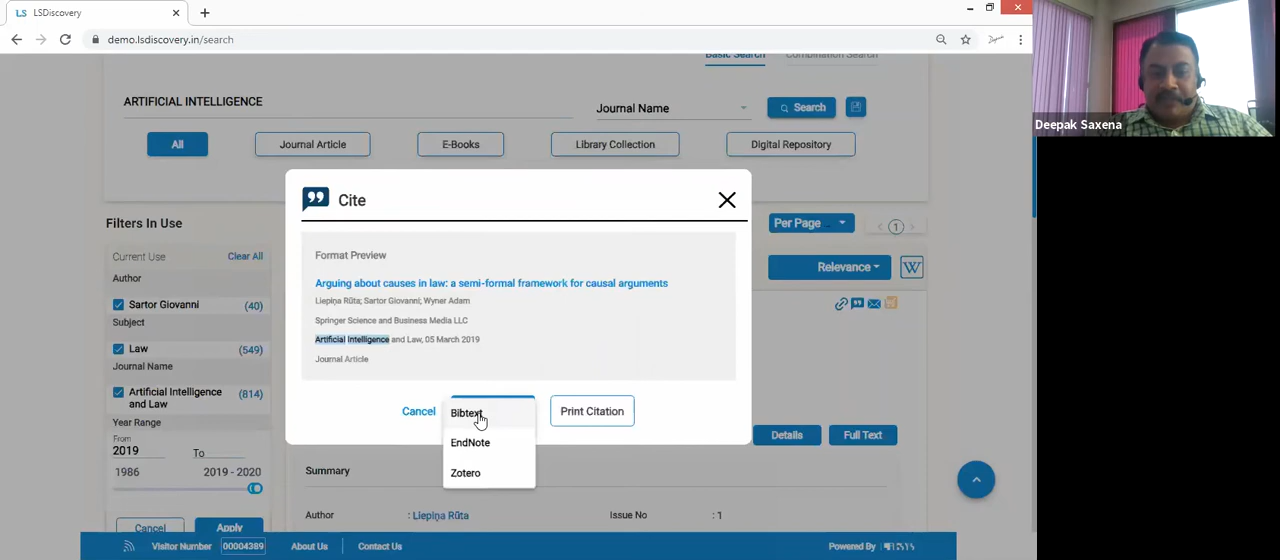 LS LSDiscovery
demo.lsdiscovery.in/search
Basic Search Combination Search
ARTIFICIAL INTELLIGENCE
Journal Name
Search
All
Journal Article
E-Books
Library Collection
Digital Repository
Deepak Saxena
Filters In Use
Per Page
1
Current Use
Clear All
Author
Sartor Giovanni (40)
Subject
Law (549)
Journal Name
Artificial Intelligence
and Law
(814)
Year Range
From
2019
To
1986
2019 - 2020
Cancel
Apply
Relevance
W
Cite
Format Preview
Arguing about causes in law: a semi-formal framework for causal arguments
Liepiņa Rūta; Sartor Giovanni; Wyner Adam
Springer Science and Business Media LLC
Artificial Intelligence and Law, 05 March 2019
Journal Article
Cancel
Bibtext
EndNote
Zotero
Print Citation
Details
Full Text
Summary
Author
: Liepiņa Rūta
Issue No
: 1
Visitor Number 00004389
About Us
Contact Us
Powered By